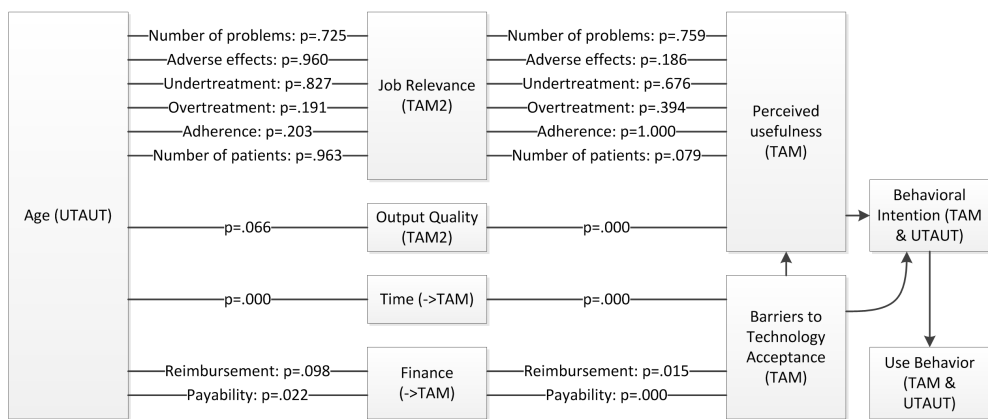 Number of problems: p=.725
Adverse effects: p=.960
Undertreatment: p=.827
Overtreatment: p=.191
Adherence: p=.203
Number of patients: p=.963
Job Relevance
(TAM2)
Number of problems: p=.759
Adverse effects: p=.186
Undertreatment: p=.676
Overtreatment: p=.394
Adherence: p=1.000
Number of patients: p=.079
Perceived
usefulness
(TAM)
Age (UTAUT)
p=.066
Output Quality
(TAM2)
p=.000
Behavioral
Intention (TAM
& UTAUT)
p=.000
Time (->TAM)
p=.000
Barriers to
Technology
Acceptance
(TAM)
Reimbursement: p=.098
Payability: p=.022
Finance
(->TAM)
Reimbursement: p=.015
Payability: p=.000
Use Behavior
(TAM &
UTAUT)